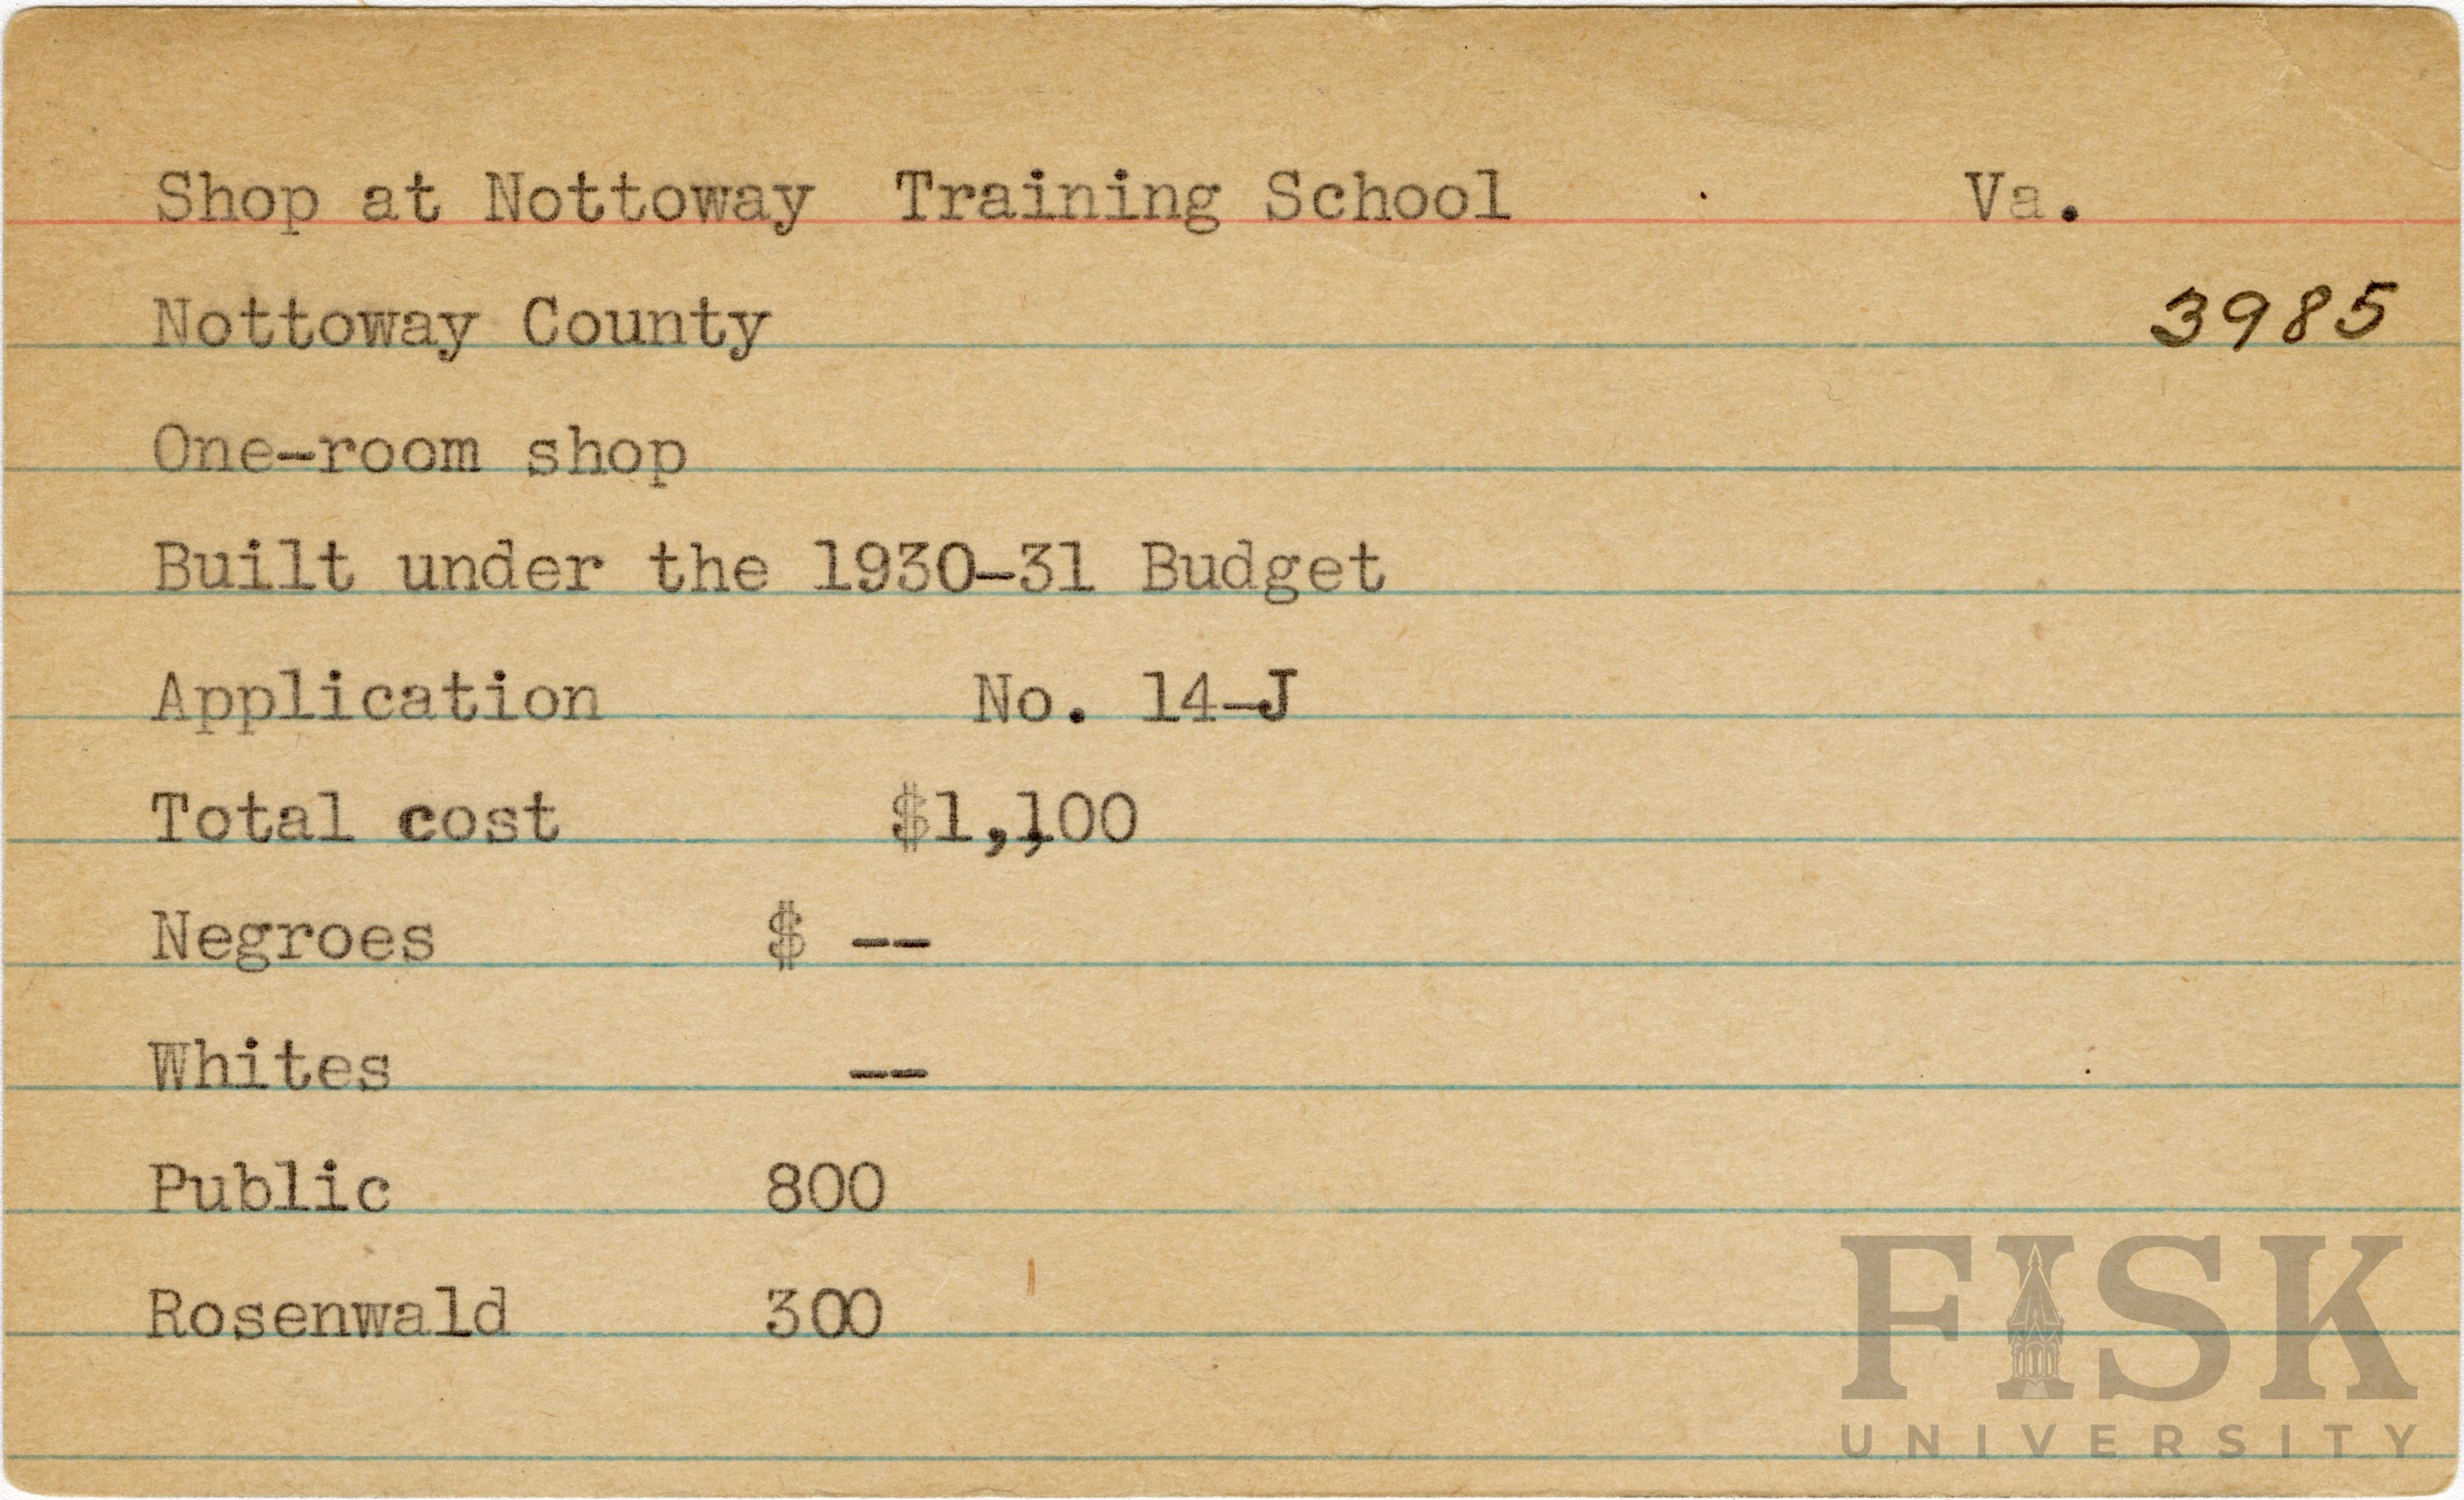 Shop at Nottoway Training School Va.
Nottoway County 3985
One-room shop
Built under the 1930-31 Budget
Application No. 14-J
Total cost $1,100
Negroes $ --
Whites --
Public 800
Rosenwald 300
FISK
UNIVERSITY